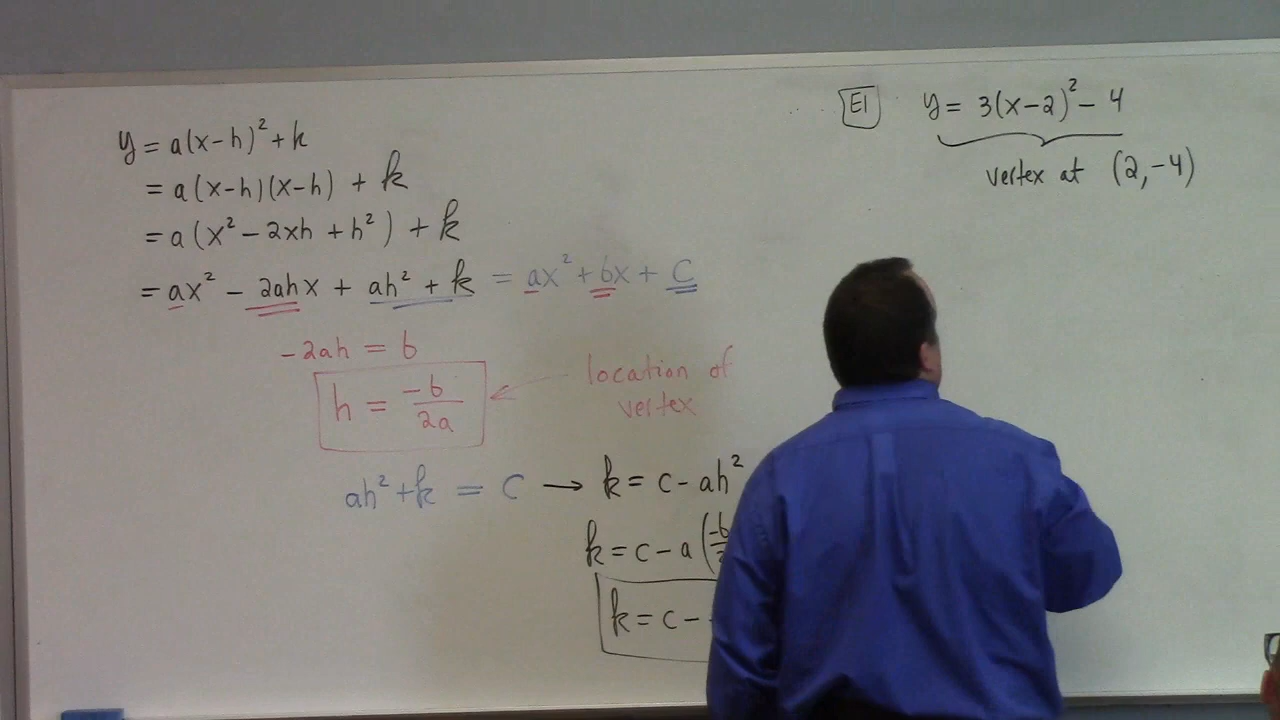 y = a(x-h)² + k
= a(x-h)(x-h) + k
= a(x² - 2xh + h²) + k
= ax² - 2ahx + ah² + k = ax² + bx + c
-2ah = b
h = -b/2a
location of
vertex
ah² + k = c → k = c - ah²
k = c - a(-b/
k = c -
E1 y = 3(x-2)² - 4
vertex at (2,-4)